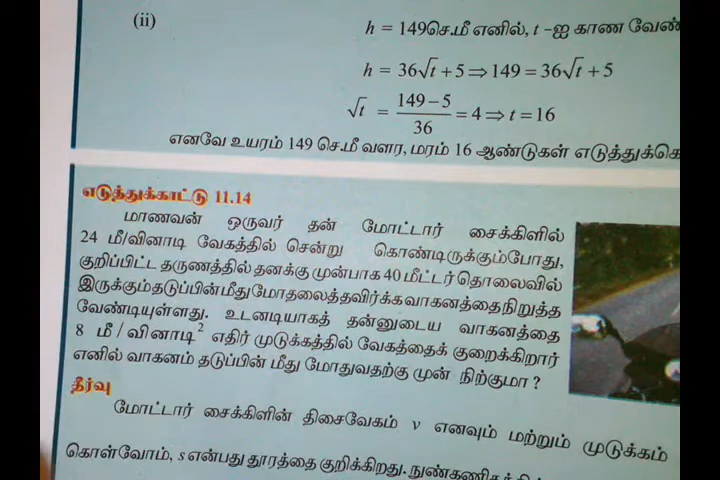 (ii)
h = 149செ.மீ எனில், t -ஐ காண வேண்
h = 36√t + 5 ⇒ 149 = 36√t + 5
√t = (149 – 5)/36 = 4 ⇒ t = 16
எனவே உயரம் 149 செ.மீ வளர, மரம் 16 ஆண்டுகள் எடுத்துக்கொ
எடுத்துக்காட்டு 11.14
மாணவன் ஒருவர் தன் மோட்டார் சைக்கிளில்
24 மீ/வினாடி வேகத்தில் சென்று கொண்டிருக்கும்போது,
குறிப்பிட்ட தருணத்தில் தனக்கு முன்பாக 40 மீட்டர் தொலைவில்
இருக்கும் தடுப்பின் மீது மோதலைத் தவிர்க்க வாகனத்தை நிறுத்த
வேண்டியுள்ளது. உடனடியாகத் தன்னுடைய வாகனத்தை
8 மீ / வினாடி² எதிர் முடுக்கத்தில் வேகத்தைக் குறைக்கிறார்
எனில் வாகனம் தடுப்பின் மீது மோதுவதற்கு முன் நிற்குமா ?
தீர்வு
மோட்டார் சைக்கிளின் திசைவேகம் v எனவும் மற்றும் முடுக்கம்
கொள்வோம், s என்பது தூரத்தை குறிக்கிறது.